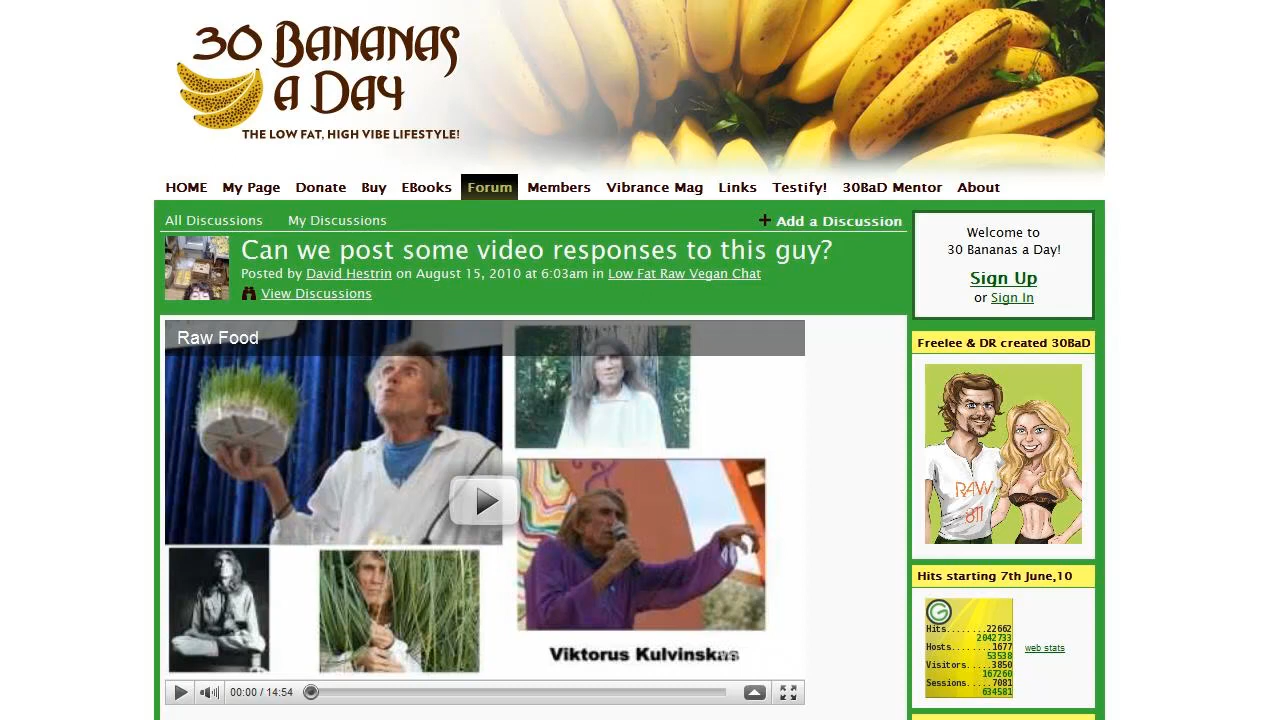 30 BANANAS
A DAY
THE LOW FAT, HIGH VIBE LIFESTYLE!
HOME My Page Donate Buy EBooks Forum Members Vibrance Mag Links Testify! 30BaD Mentor About
All Discussions My Discussions + Add a Discussion
Can we post some video responses to this guy?
Posted by David Hestrin on August 15, 2010 at 6:03am in Low Fat Raw Vegan Chat
View Discussions
Raw Food
Viktorus Kulvinskas
00:00 / 14:54
Welcome to
30 Bananas a Day!
Sign Up
or Sign In
Freelee & DR created 30BaD
RAW
811
Hits starting 7th June,10
Hits........22662
2042733
Hosts........1677
53538
Visitors....3850
167260
Sessions.....7081
634581
web stats